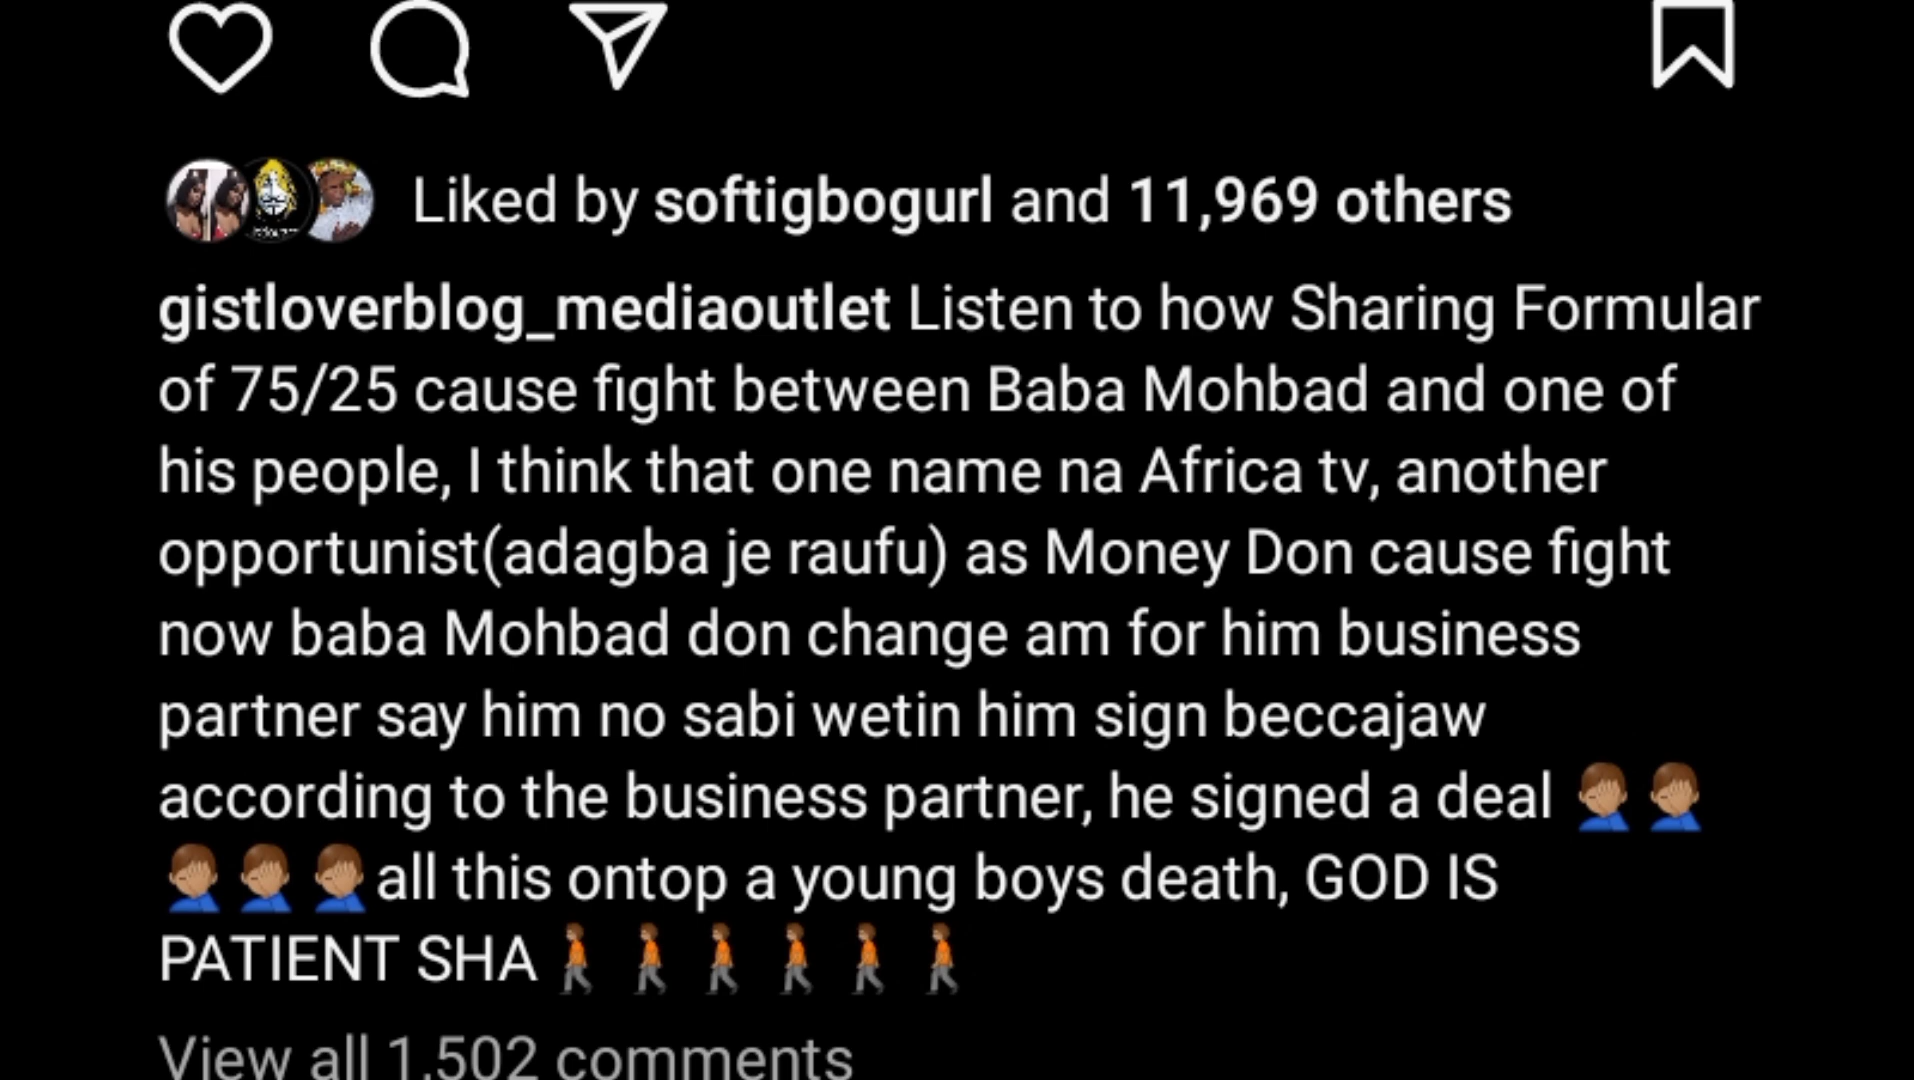 Liked by softigbogurl and 11,969 others
gistloverblog_mediaoutlet Listen to how Sharing Formular
of 75/25 cause fight between Baba Mohbad and one of
his people, I think that one name na Africa tv, another
opportunist(adagba je raufu) as Money Don cause fight
now baba Mohbad don change am for him business
partner say him no sabi wetin him sign beccajaw
according to the business partner, he signed a deal 🤦🏽‍♂️🤦🏽‍♂️
🤦🏽‍♂️🤦🏽‍♂️🤦🏽‍♂️all this ontop a young boys death, GOD IS
PATIENT SHA🚶🏽🚶🏽🚶🏽🚶🏽🚶🏽🚶🏽
View all 1,502 comments